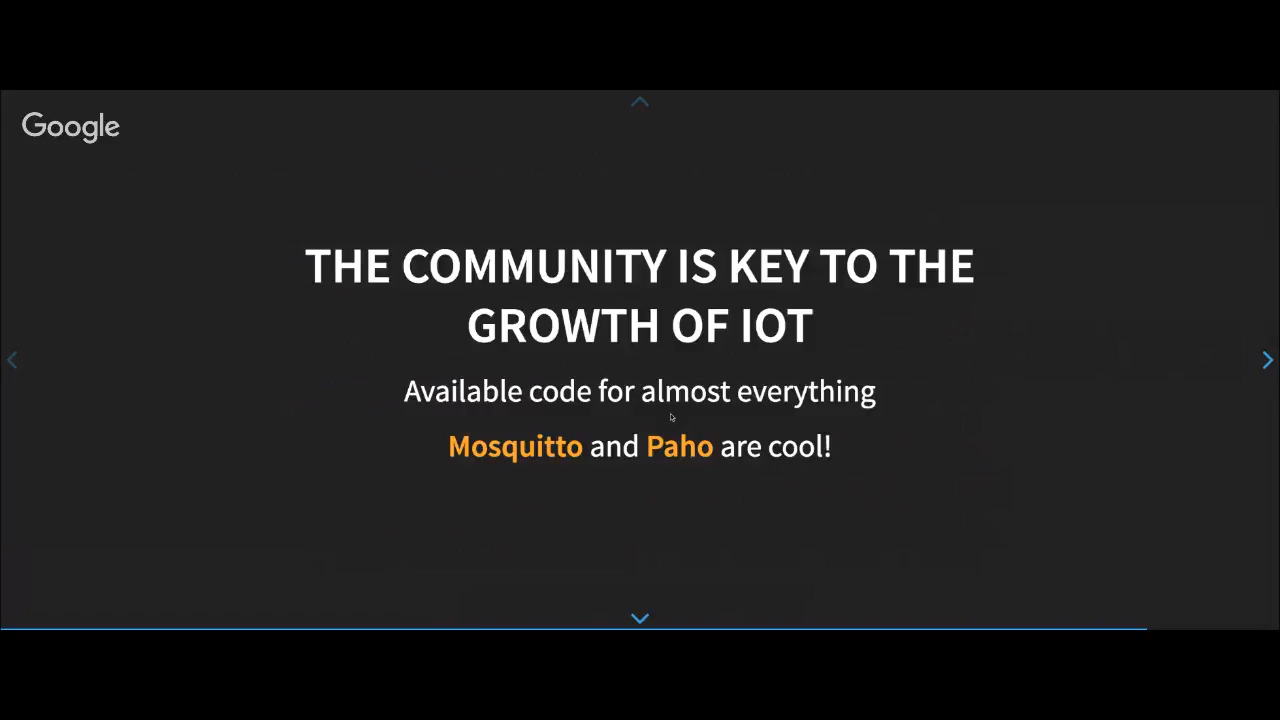 Google
THE COMMUNITY IS KEY TO THE
GROWTH OF IOT
Available code for almost everything
Mosquitto and Paho are cool!